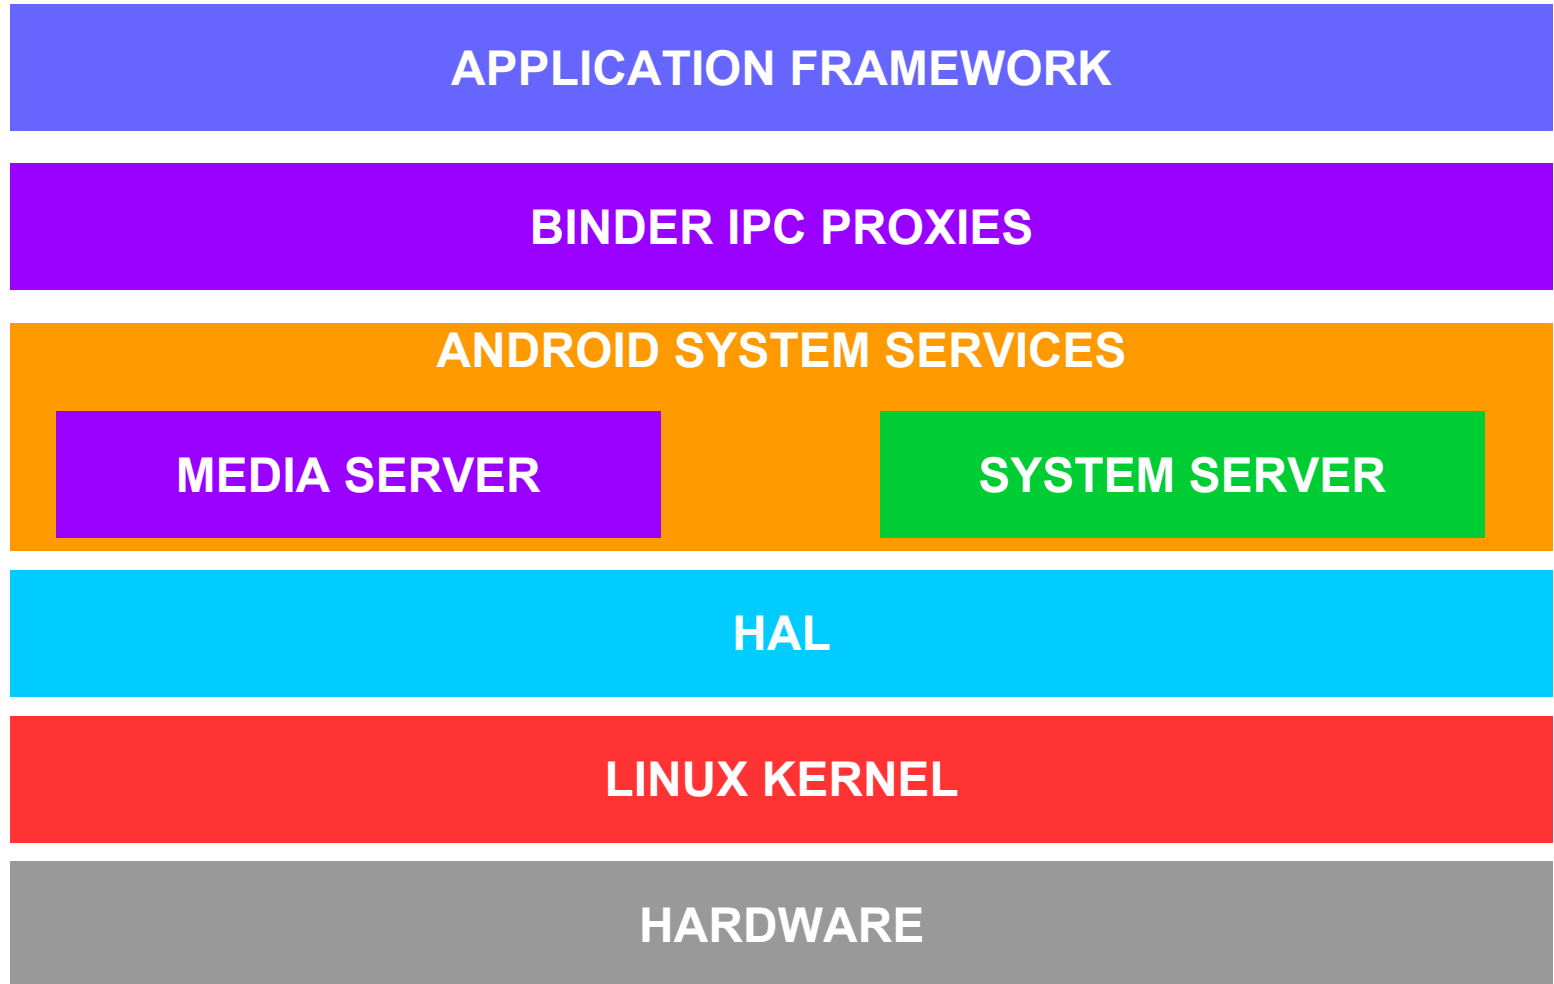 APPLICATION FRAMEWORK
BINDER IPC PROXIES
ANDROID SYSTEM SERVICES
MEDIA SERVER
SYSTEM SERVER
HAL
LINUX KERNEL
HARDWARE